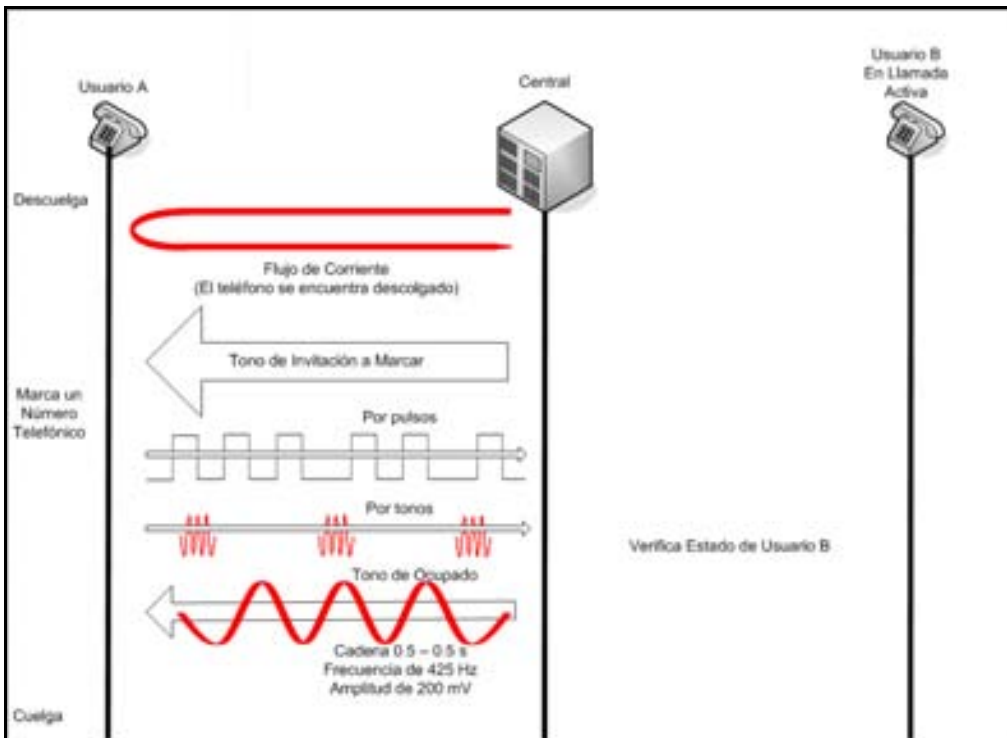 Usuario A
Central
Usuario B
En Llamada
Activa
Descuelga
Flujo de Corriente
(El teléfono se encuentra descolgado)
Tono de Invitación a Marcar
Marca un
Número
Telefónico
Por pulsos
Por tonos
Verifica Estado de Usuario B
Tono de Ocupado
Cadena 0.5 – 0.5 s
Frecuencia de 425 Hz
Amplitud de 200 mV
Cuelga